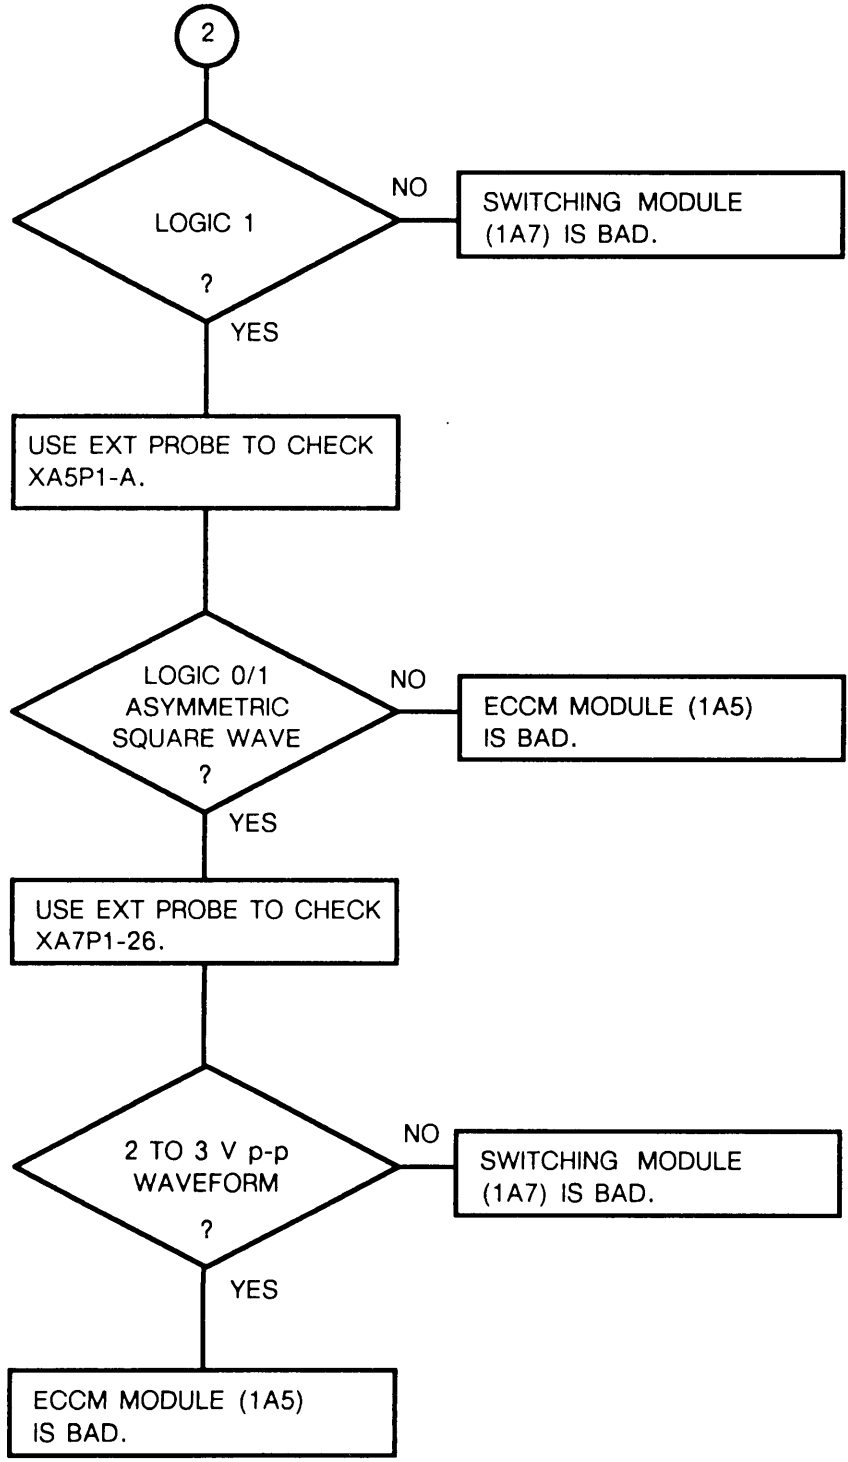 2
LOGIC 1
?
NO
SWITCHING MODULE
(1A7) IS BAD.
YES
USE EXT PROBE TO CHECK
XA5P1-A.
LOGIC 0/1
ASYMMETRIC
SQUARE WAVE
?
NO
ECCM MODULE (1A5)
IS BAD.
YES
USE EXT PROBE TO CHECK
XA7P1-26.
2 TO 3 V p-p
WAVEFORM
?
NO
SWITCHING MODULE
(1A7) IS BAD.
YES
ECCM MODULE (1A5)
IS BAD.